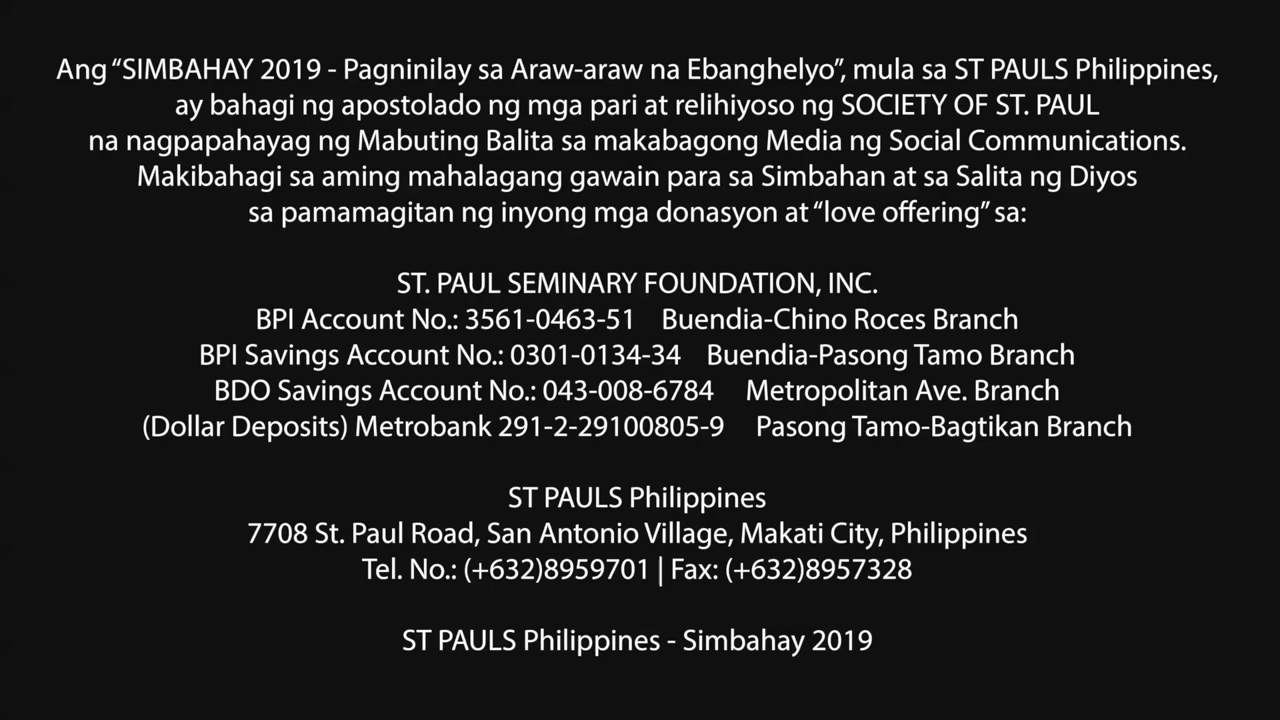 Ang “SIMBAHAY 2019 - Pagninilay sa Araw-araw na Ebanghelyo”, mula sa ST PAULS Philippines,
ay bahagi ng apostolado ng mga pari at relihiyoso ng SOCIETY OF ST. PAUL
na nagpapahayag ng Mabuting Balita sa makabagong Media ng Social Communications.
Makibahagi sa aming mahalagang gawain para sa Simbahan at sa Salita ng Diyos
sa pamamagitan ng inyong mga donasyon at “love offering” sa:
ST. PAUL SEMINARY FOUNDATION, INC.
BPI Account No.: 3561-0463-51 Buendia-Chino Roces Branch
BPI Savings Account No.: 0301-0134-34 Buendia-Pasong Tamo Branch
BDO Savings Account No.: 043-008-6784 Metropolitan Ave. Branch
(Dollar Deposits) Metrobank 291-2-29100805-9 Pasong Tamo-Bagtikan Branch
ST PAULS Philippines
7708 St. Paul Road, San Antonio Village, Makati City, Philippines
Tel. No.: (+632)8959701 | Fax: (+632)8957328
ST PAULS Philippines - Simbahay 2019